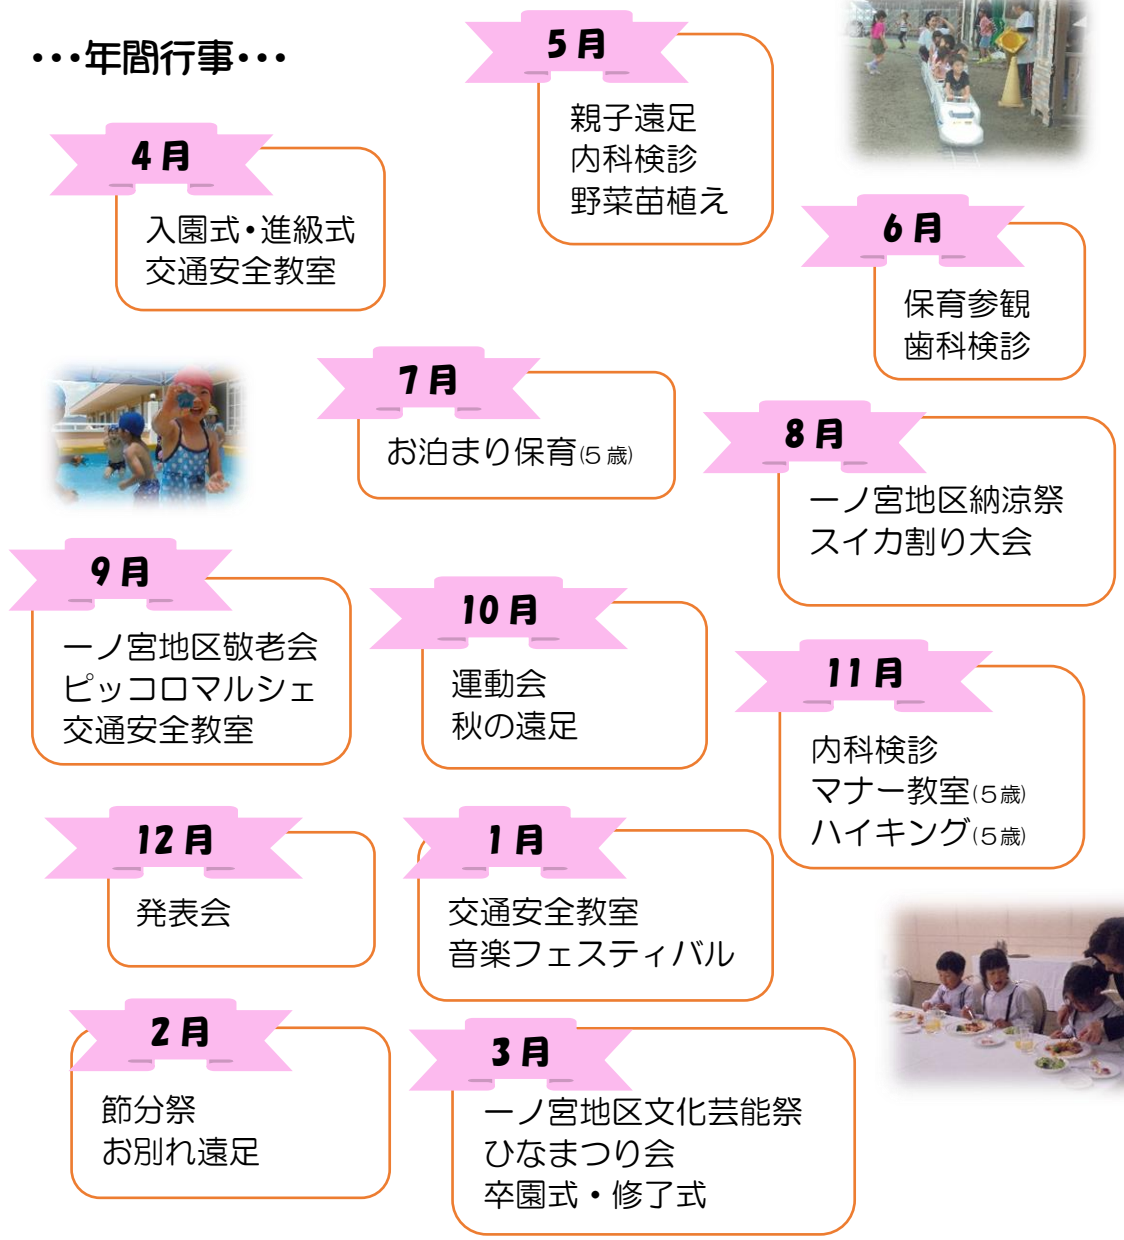 •••年間行事•••
4月
入園式・進級式
交通安全教室
5月
親子遠足
内科検診
野菜苗植え
6月
保育参観
歯科検診
7月
お泊まり保育(5歳)
8月
一ノ宮地区納涼祭
スイカ割り大会
9月
一ノ宮地区敬老会
ピッコロマルシェ
交通安全教室
10月
運動会
秋の遠足
11月
内科検診
マナー教室(5歳)
ハイキング(5歳)
12月
発表会
1月
交通安全教室
音楽フェスティバル
2月
節分祭
お別れ遠足
3月
一ノ宮地区文化芸能祭
ひなまつり会
卒園式・修了式